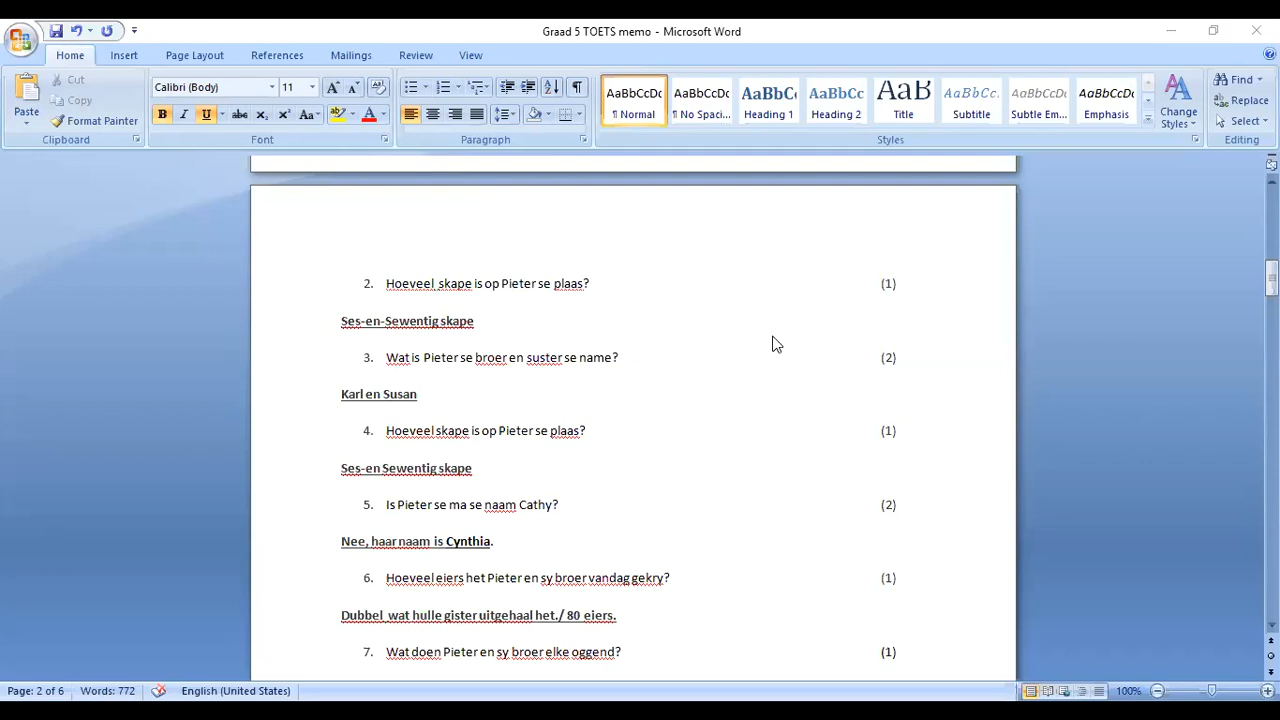 Graad 5 TOETS memo - Microsoft Word
Home Insert Page Layout References Mailings Review View
Paste
Cut
Copy
Format Painter
Clipboard
Calibri (Body) 11
Font
Paragraph
AaBbCcDc AaBbCcDc AaBbCc AaBbCc AaB AaBbCc. AaBbCcDc AaBbCcDc
¶ Normal ¶ No Spaci... Heading 1 Heading 2 Title Subtitle Subtle Em... Emphasis
Change Styles
Styles
Find
Replace
Select
Editing
2. Hoeveel skape is op Pieter se plaas? (1)
Ses-en-Sewentig skape
3. Wat is Pieter se broer en suster se name? (2)
Karl en Susan
4. Hoeveel skape is op Pieter se plaas? (1)
Ses-en Sewentig skape
5. Is Pieter se ma se naam Cathy? (2)
Nee, haar naam is Cynthia.
6. Hoeveel eiers het Pieter en sy broer vandag gekry? (1)
Dubbel wat hulle gister uitgehaal het./ 80 eiers.
7. Wat doen Pieter en sy broer elke oggend? (1)
Page: 2 of 6 Words: 772 English (United States) 100%